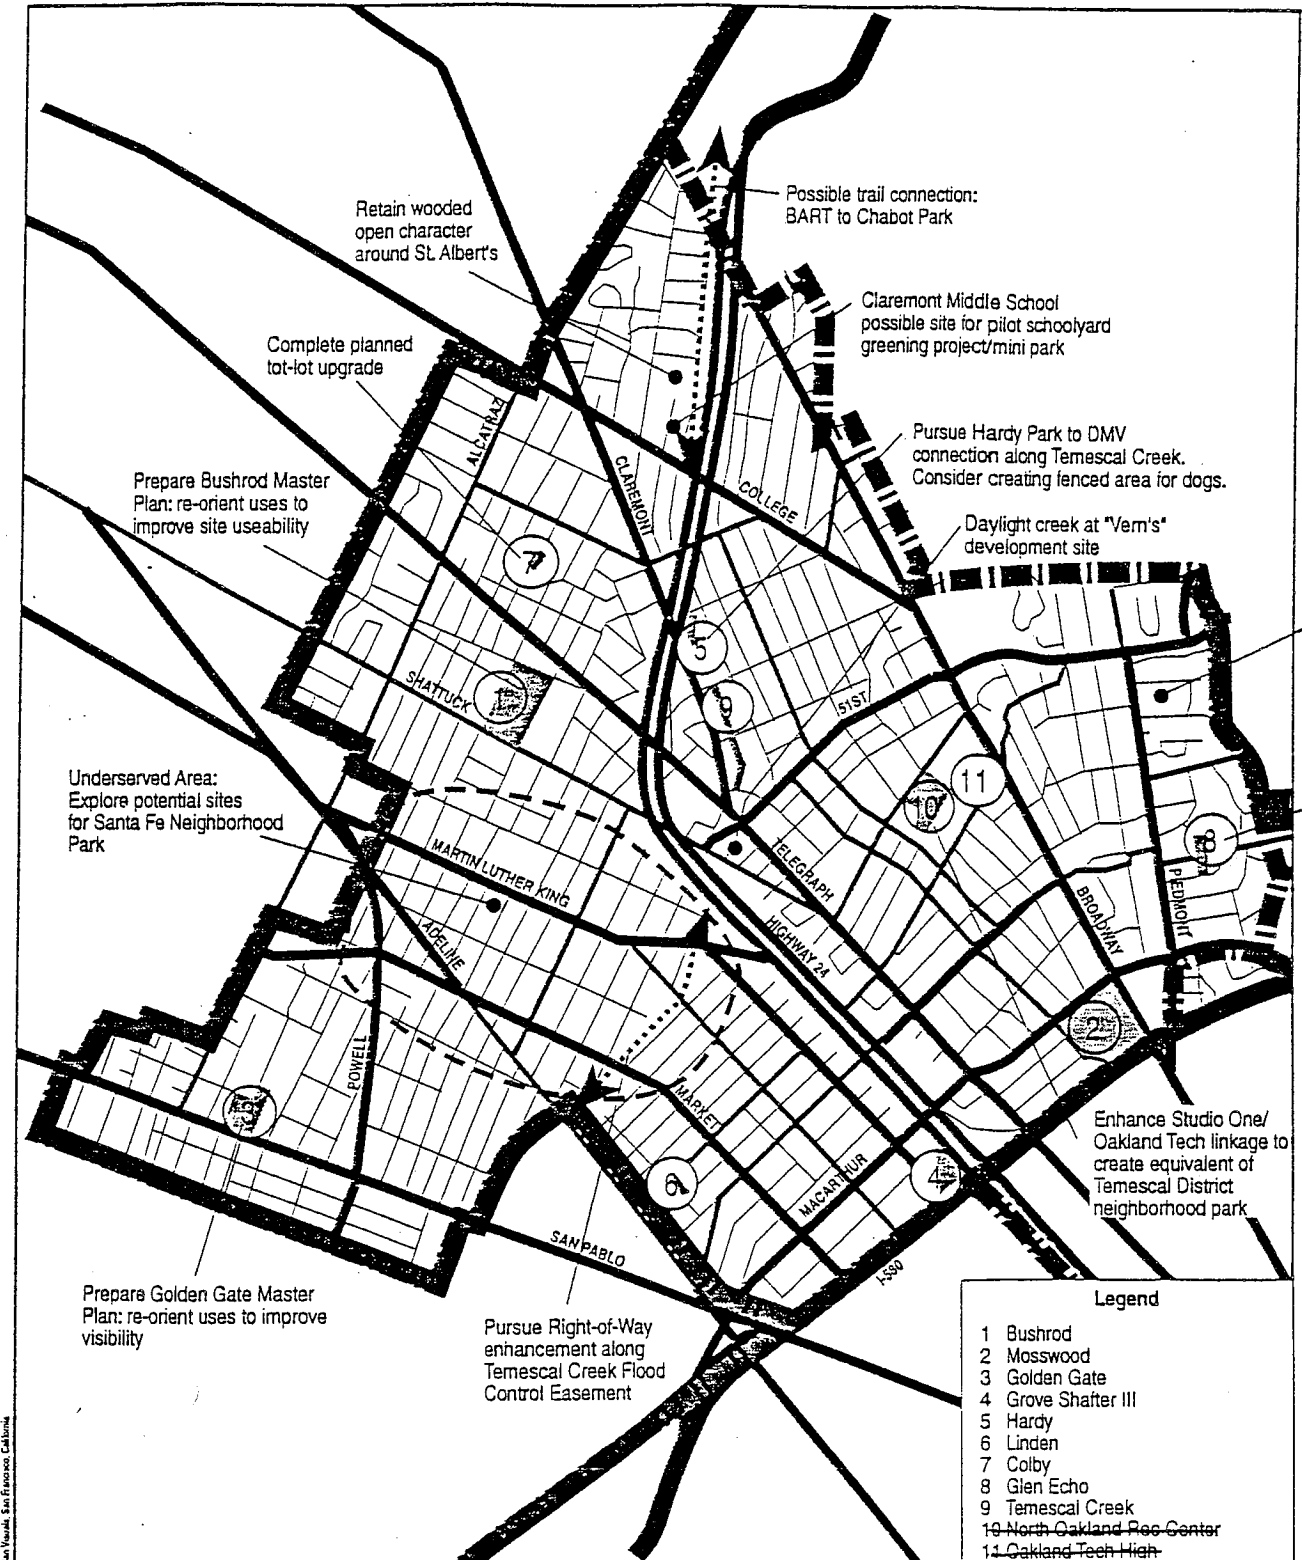 Possible trail connection:
BART to Chabot Park
Retain wooded
open character
around St. Albert's
Claremont Middle School
possible site for pilot schoolyard
greening project/mini park
Complete planned
tot-lot upgrade
ALCATRAZ
CLAREMONT
COLLEGE
Pursue Hardy Park to DMV
connection along Temescal Creek.
Consider creating fenced area for dogs.
Prepare Bushrod Master
Plan: re-orient uses to
improve site useability
Daylight creek at "Vern's"
development site
7
5
1
SHATTUCK
9
51ST
Underserved Area:
Explore potential sites
for Santa Fe Neighborhood
Park
11
10
8
MARTIN LUTHER KING
TELEGRAPH
PIEDMONT
BROADWAY
ADELINE
HIGHWAY 24
2
POWELL
MARKET
Enhance Studio One/
Oakland Tech linkage to
create equivalent of
Temescal District
neighborhood park
6
4
MACARTHUR
SAN PABLO
I-580
Prepare Golden Gate Master
Plan: re-orient uses to improve
visibility
Pursue Right-of-Way
enhancement along
Temescal Creek Flood
Control Easement
Legend
1 Bushrod
2 Mosswood
3 Golden Gate
4 Grove Shafter III
5 Hardy
6 Linden
7 Colby
8 Glen Echo
9 Temescal Creek
10 North Oakland Rec Center
11 Oakland Tech High
San Francisco, California